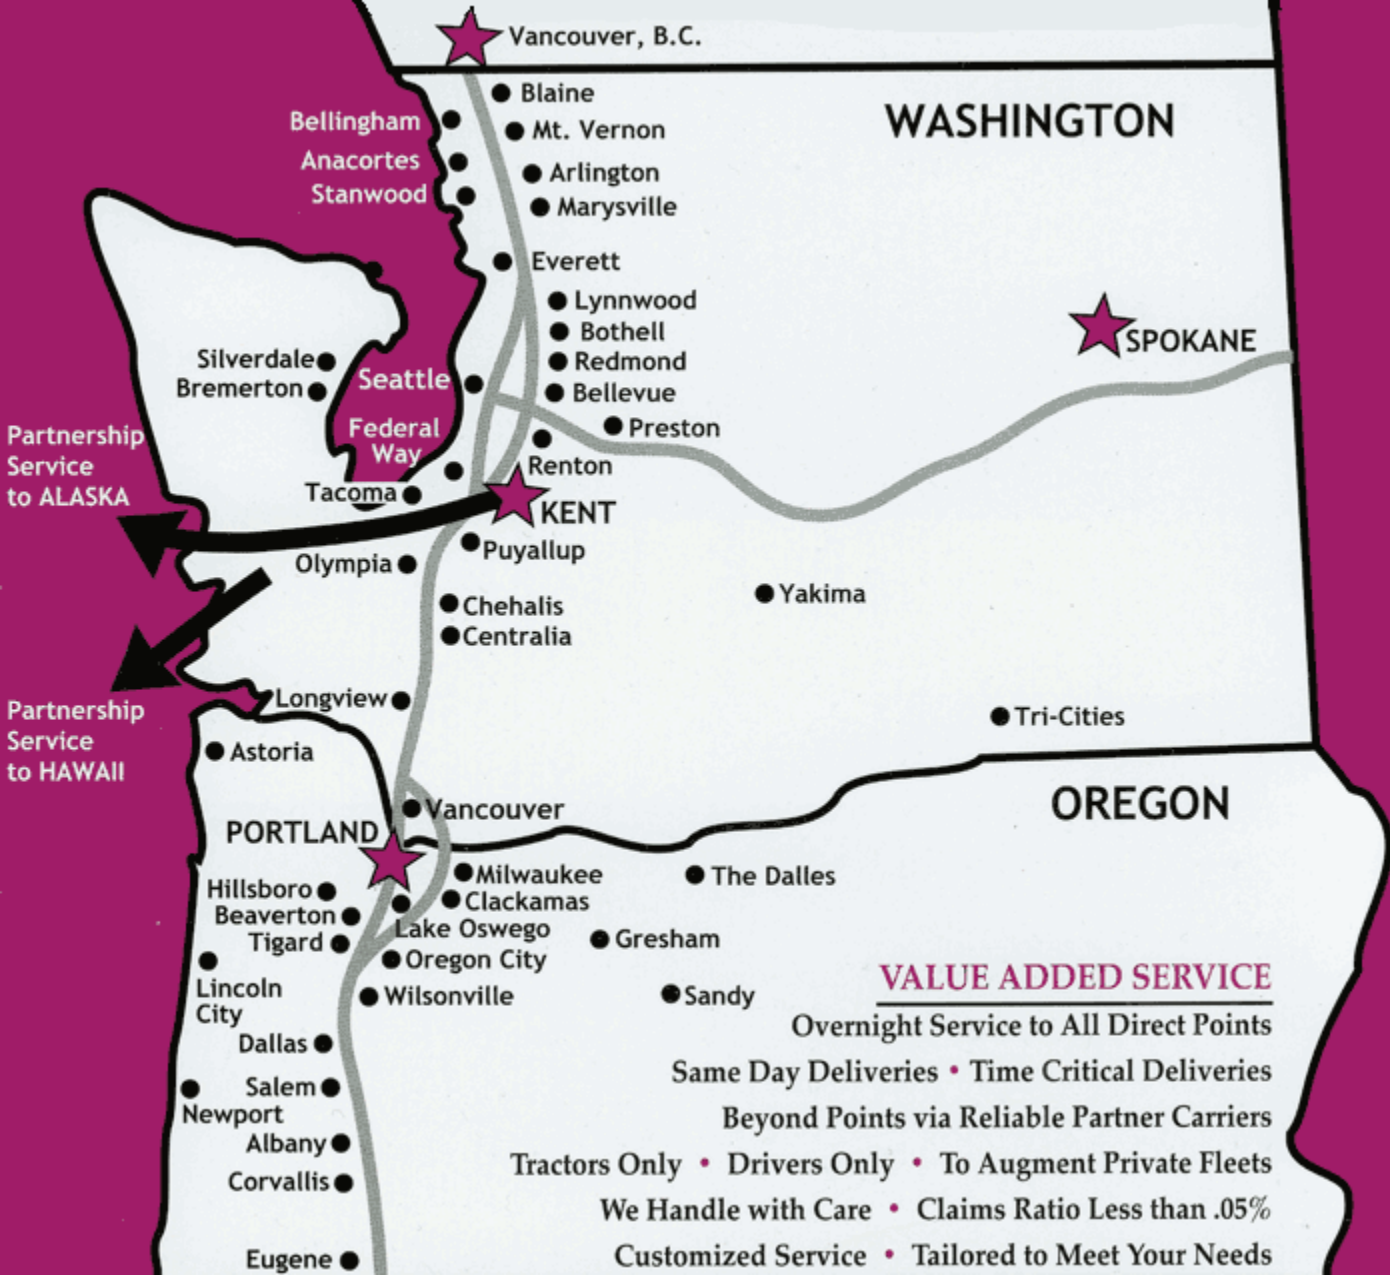 Vancouver, B.C.
Blaine
WASHINGTON
Bellingham
Mt. Vernon
Anacortes
Arlington
Stanwood
Marysville
Everett
Lynnwood
Bothell
SPOKANE
Silverdale
Redmond
Seattle
Bremerton
Bellevue
Federal
Way
Preston
Partnership
Service
to ALASKA
Renton
Tacoma
KENT
Puyallup
Olympia
Yakima
Chehalis
Centralia
Longview
Partnership
Service
to HAWAII
Tri-Cities
Astoria
Vancouver
OREGON
PORTLAND
Milwaukee
The Dalles
Hillsboro
Clackamas
Beaverton
Lake Oswego
Tigard
Gresham
Oregon City
Lincoln
City
Wilsonville
Sandy
Dallas
Salem
Newport
Albany
Corvallis
Eugene
VALUE ADDED SERVICE
Overnight Service to All Direct Points
Same Day Deliveries • Time Critical Deliveries
Beyond Points via Reliable Partner Carriers
Tractors Only • Drivers Only • To Augment Private Fleets
We Handle with Care • Claims Ratio Less than .05%
Customized Service • Tailored to Meet Your Needs